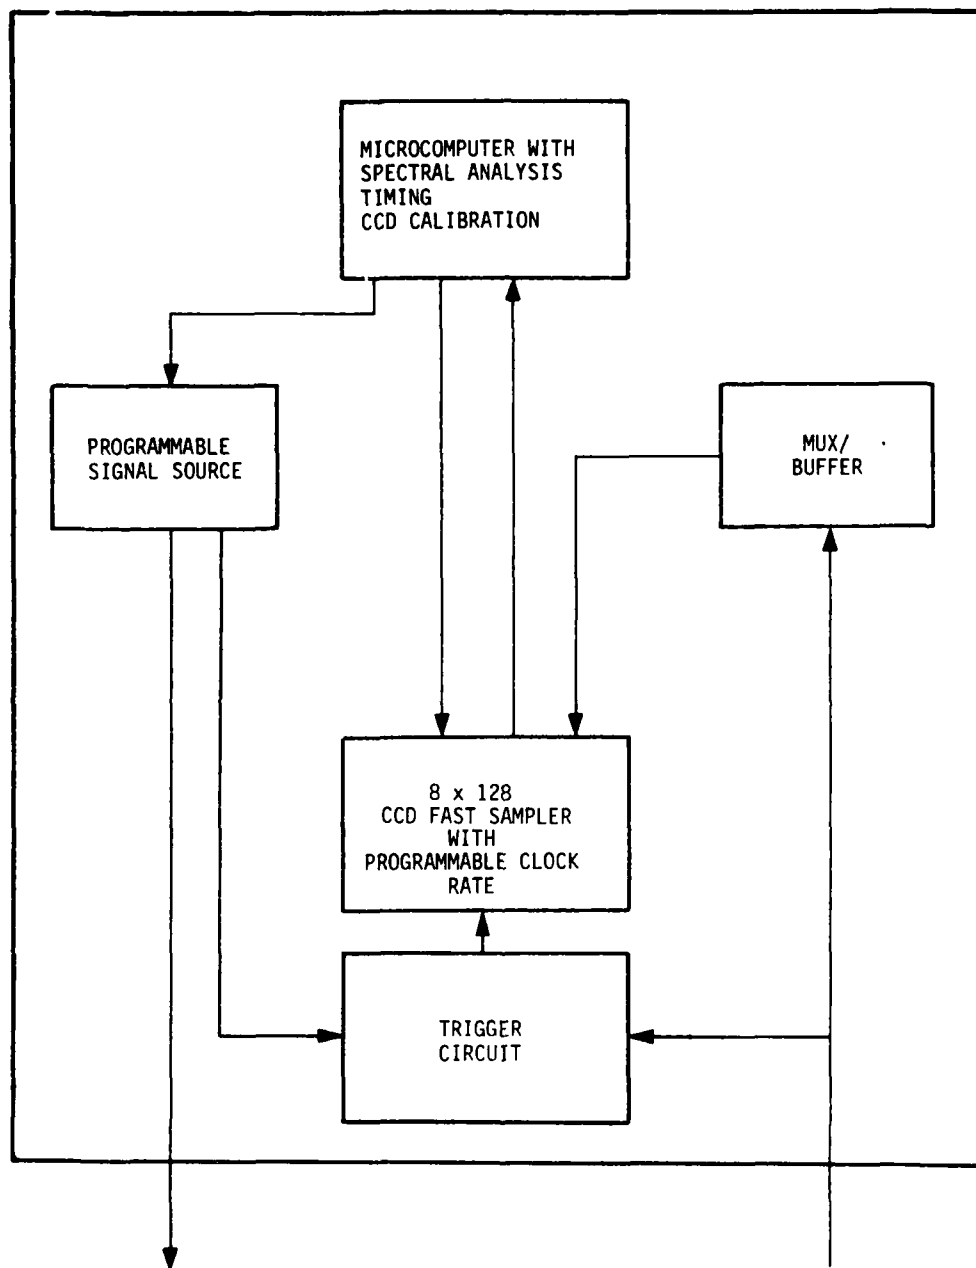 MICROCOMPUTER WITH
SPECTRAL ANALYSIS
TIMING
CCD CALIBRATION
PROGRAMMABLE
SIGNAL SOURCE
MUX/
BUFFER
8 x 128
CCD FAST SAMPLER
WITH
PROGRAMMABLE CLOCK
RATE
TRIGGER
CIRCUIT